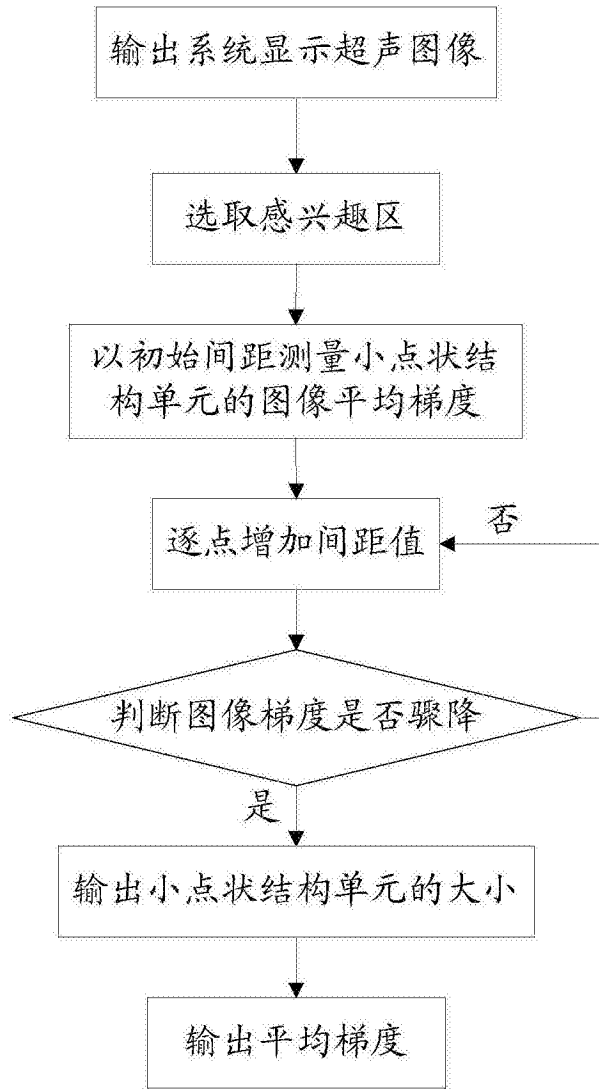 输出系统显示超声图像
选取感兴趣区
以初始间距测量小点状结
构单元的图像平均梯度
逐点增加间距值
否
判断图像梯度是否骤降
是
输出小点状结构单元的大小
输出平均梯度